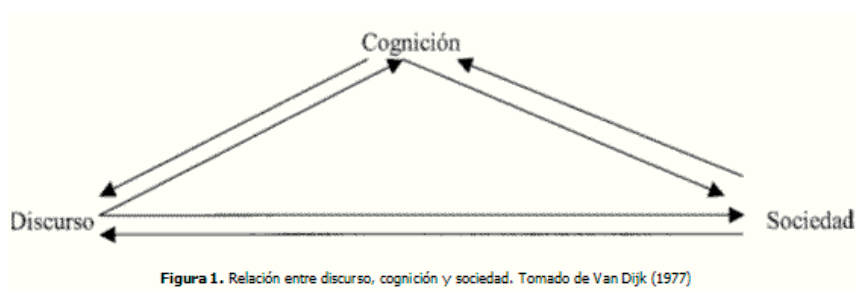 Cognición
Discurso
Sociedad
Figura 1. Relación entre discurso, cognición y sociedad. Tomado de Van Dijk (1977)